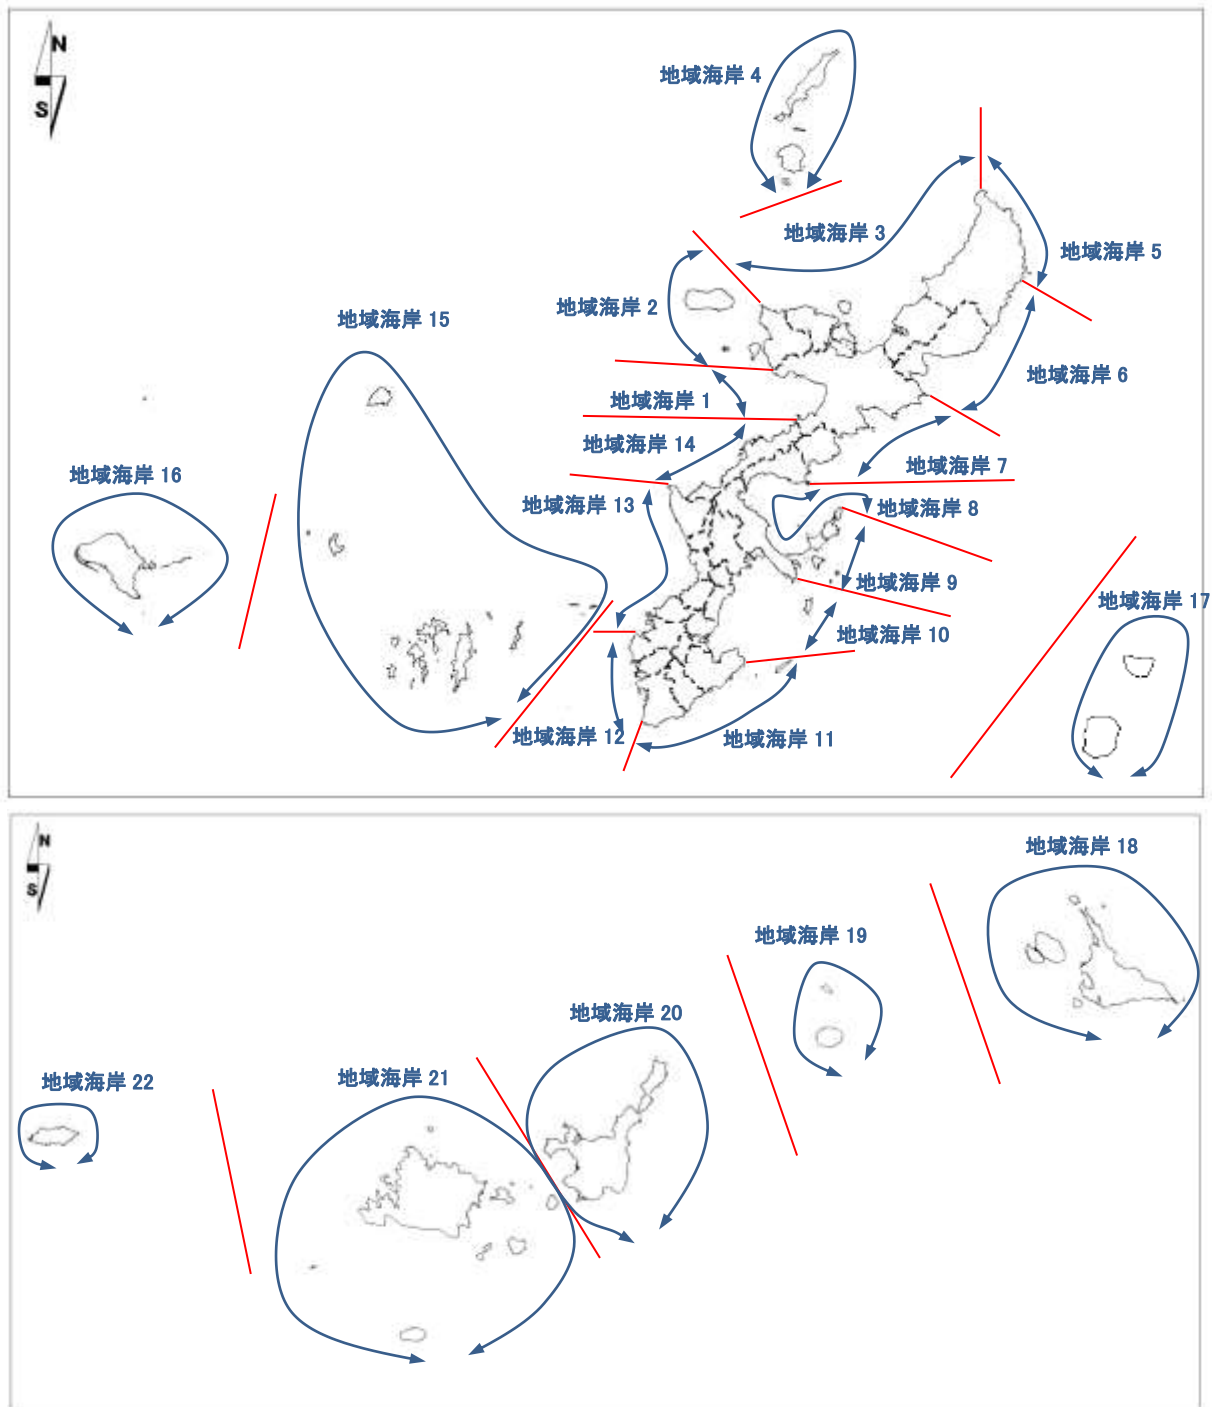 N
S
地域海岸 4
地域海岸 3
地域海岸 5
地域海岸 2
地域海岸 15
地域海岸 6
地域海岸 1
地域海岸 14
地域海岸 7
地域海岸 16
地域海岸 13
地域海岸 8
地域海岸 9
地域海岸 17
地域海岸 10
地域海岸 12
地域海岸 11
N
S
地域海岸 18
地域海岸 19
地域海岸 20
地域海岸 21
地域海岸 22